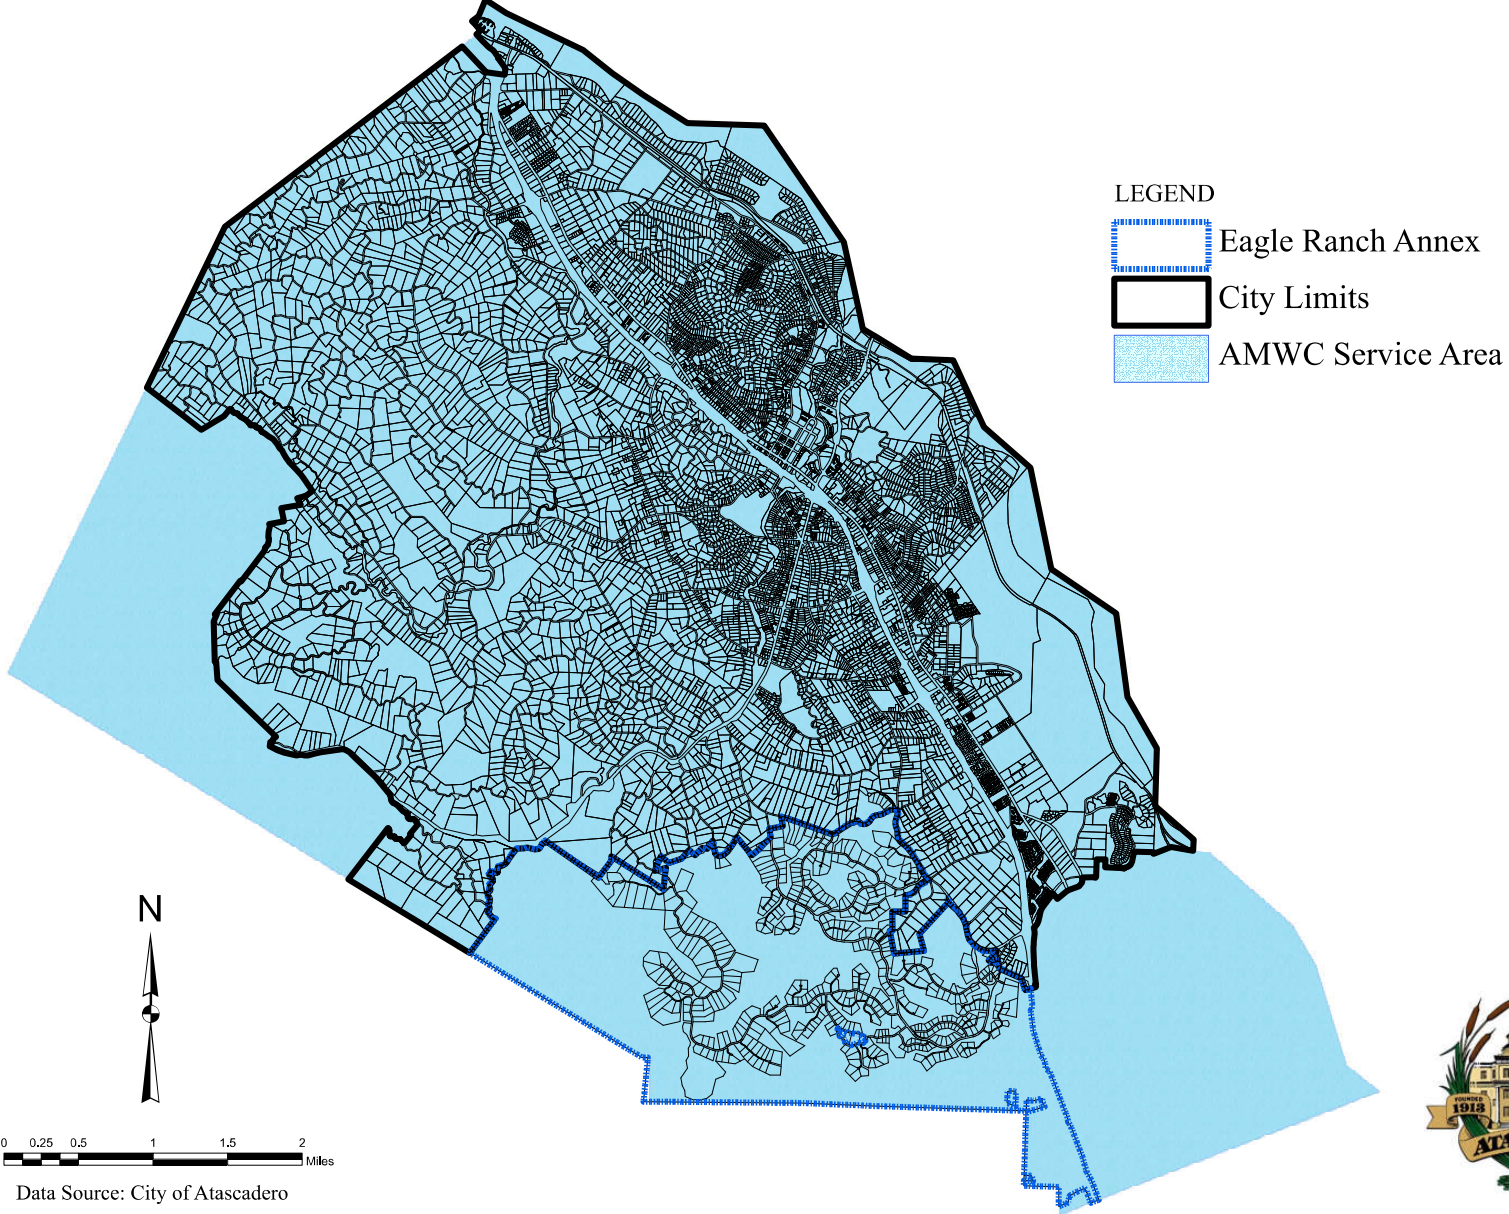 LEGEND
Eagle Ranch Annex
City Limits
AMWC Service Area
N
0 0.25 0.5 1 1.5 2
Miles
Data Source: City of Atascadero
FOUNDED
1913